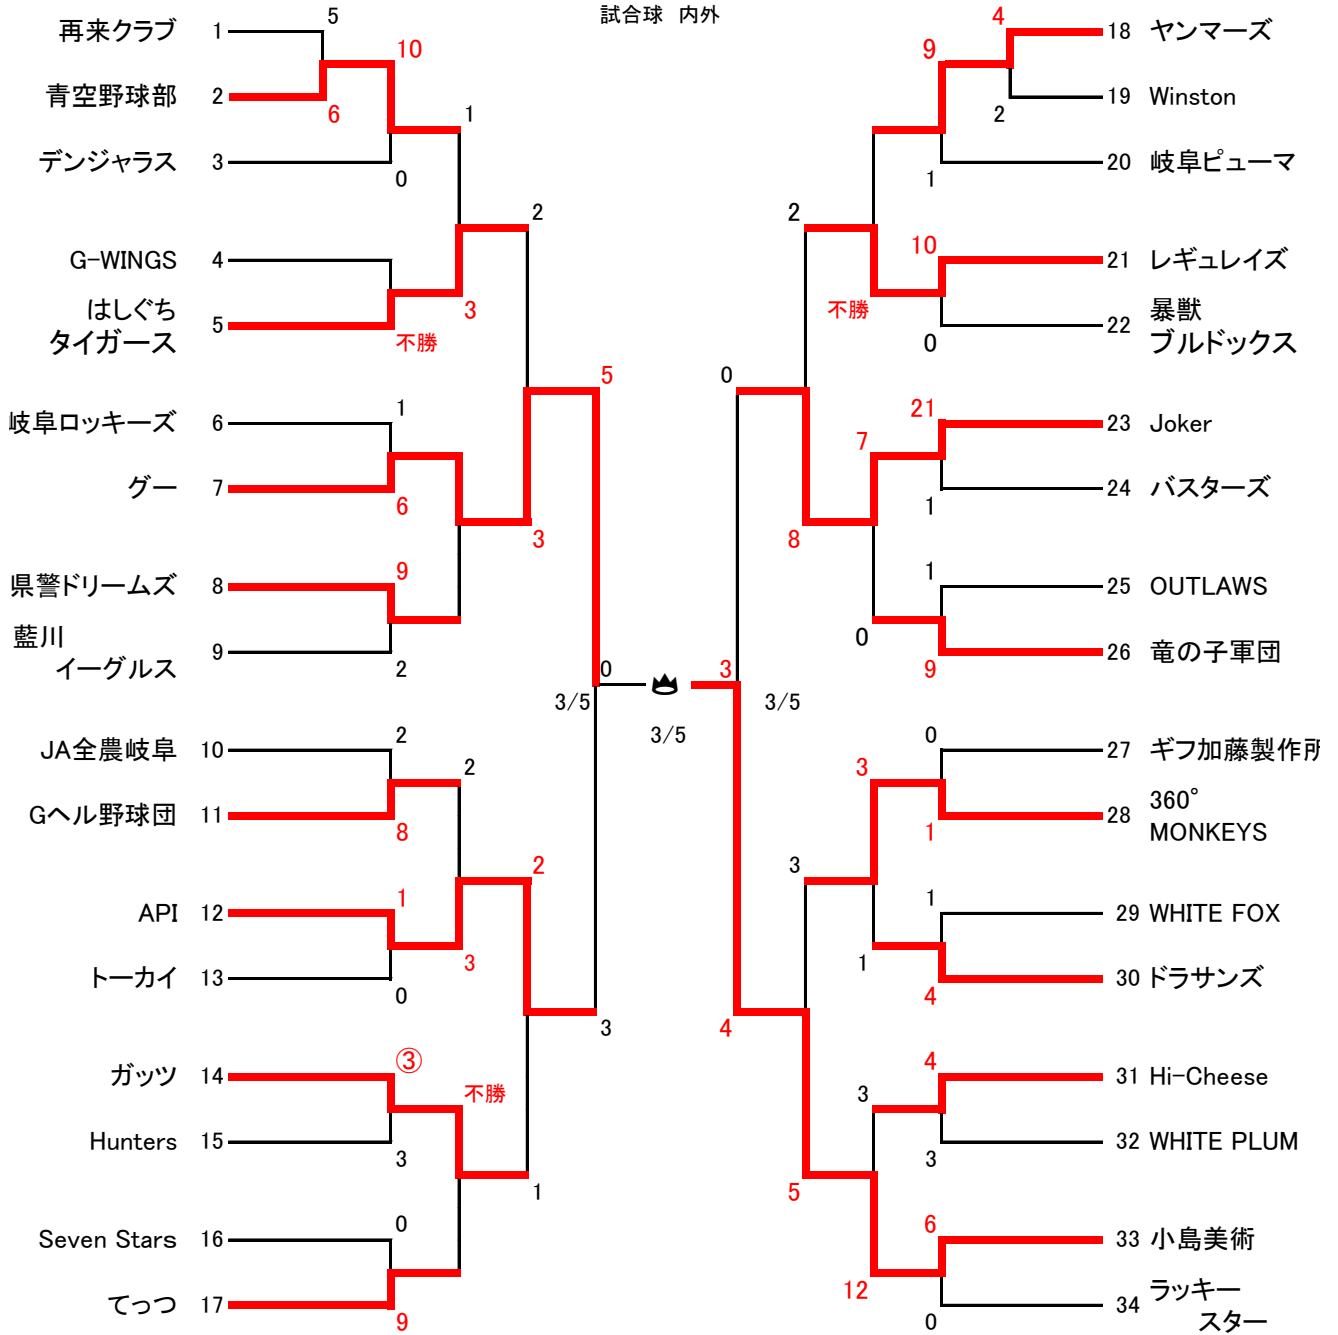 試合球 内外
再来クラブ 1
5
青空野球部 2
6
10
デンジャラス 3
0
1
G-WINGS 4
はしぐち
タイガース 5
不勝
3
2
岐阜ロッキーズ 6
1
グー 7
6
3
県警ドリームズ 8
9
藍川
イーグルス 9
2
5
JA全農岐阜 10
2
Gヘル野球団 11
8
2
API 12
1
トーカイ 13
0
3
2
ガッツ 14
③
Hunters 15
3
不勝
Seven Stars 16
0
てっつ 17
9
1
3
0
3/5
3/5
3
3/5
4
18 ヤンマーズ
2
19 Winston
9
20 岐阜ピューマ
1
2
10
21 レギュレイズ
不勝
0
22 暴獣
ブルドックス
0
21
23 Joker
7
1
24 バスターズ
8
1
25 OUTLAWS
0
9
26 竜の子軍団
0
27 ギフ加藤製作所
3
1
28 360°
MONKEYS
3
1
29 WHITE FOX
1
4
30 ドラサンズ
4
4
31 Hi-Cheese
3
3
32 WHITE PLUM
5
6
33 小島美術
12
0
34 ラッキー
スター